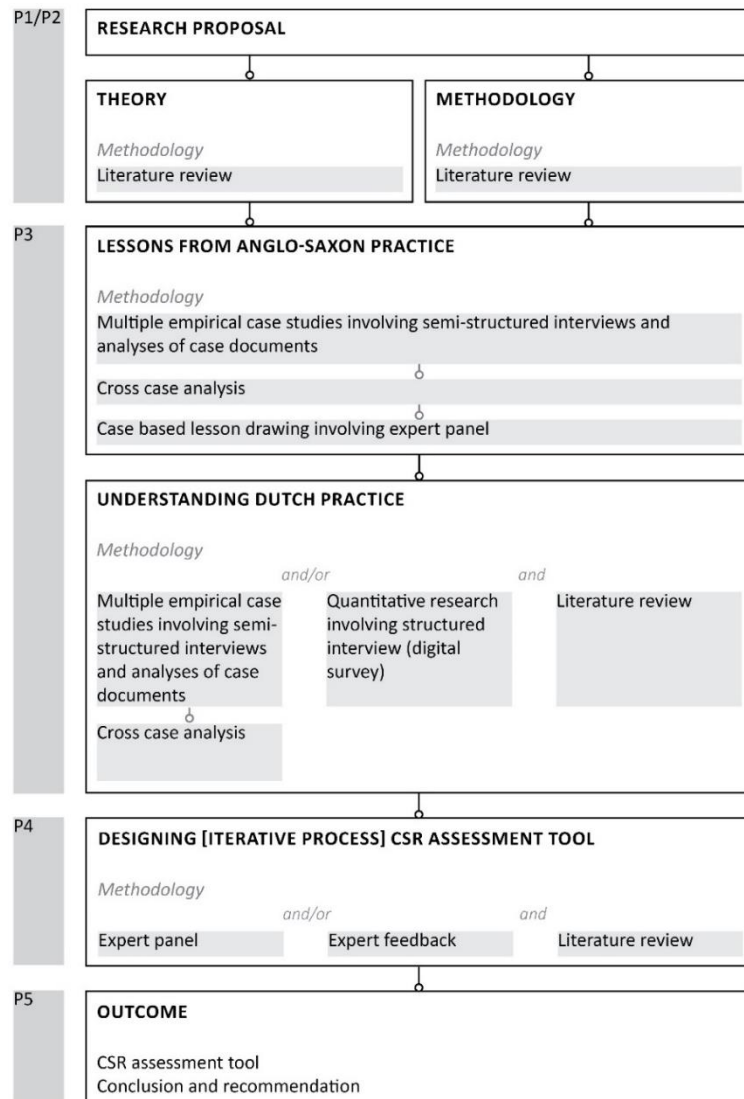 P1/P2
RESEARCH PROPOSAL
THEORY
Methodology
Literature review
METHODOLOGY
Methodology
Literature review
P3
LESSONS FROM ANGLO-SAXON PRACTICE
Methodology
Multiple empirical case studies involving semi-structured interviews and
analyses of case documents
Cross case analysis
Case based lesson drawing involving expert panel
UNDERSTANDING DUTCH PRACTICE
Methodology
and/or
and
Multiple empirical case
studies involving semi-
structured interviews
and analyses of case
documents
Cross case analysis
Quantitative research
involving structured
interview (digital
survey)
Literature review
P4
DESIGNING [ITERATIVE PROCESS] CSR ASSESSMENT TOOL
Methodology
and/or
and
Expert panel
Expert feedback
Literature review
P5
OUTCOME
CSR assessment tool
Conclusion and recommendation